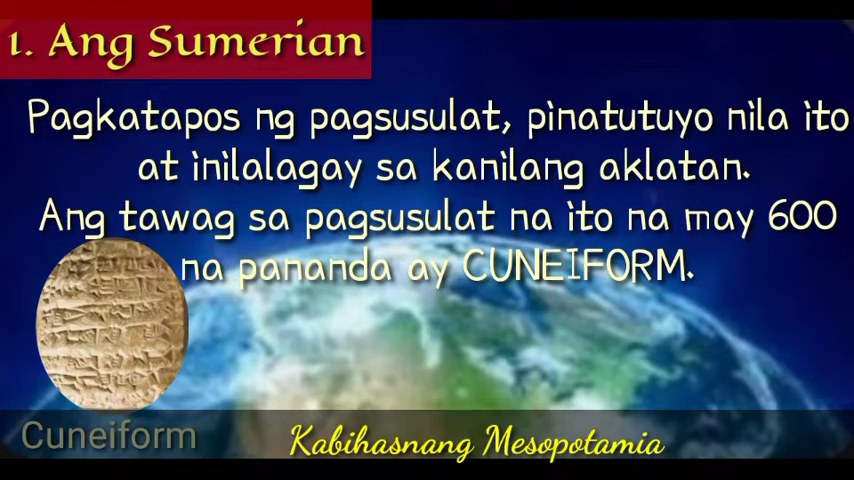 1. Ang Sumerian
Pagkatapos ng pagsusulat, pinatutuyo nila ito
at inilalagay sa kanilang aklatan.
Ang tawag sa pagsusulat na ito na may 600
na pananda ay CUNEIFORM.
Cuneiform
Kabihasnang Mesopotamia